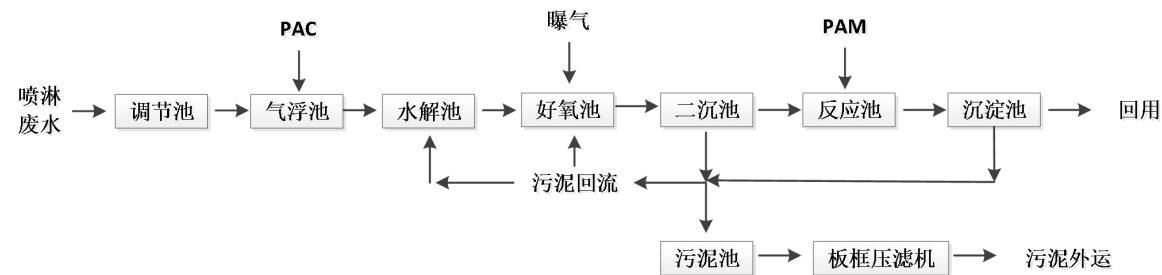 PAC
曝气
PAM
喷淋
废水
调节池
气浮池
水解池
好氧池
二沉池
反应池
沉淀池
回用
污泥回流
污泥池
板框压滤机
污泥外运